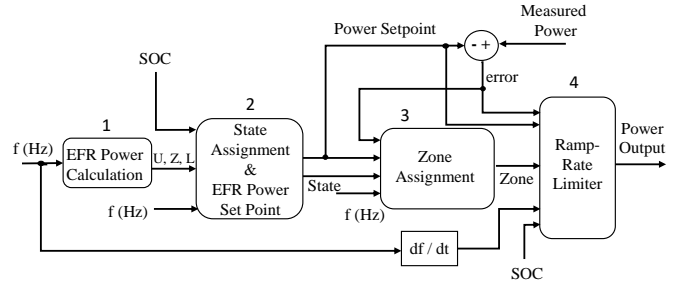 Power Setpoint
- +
Measured
Power
error
SOC
1
2
3
4
f (Hz)
EFR Power
Calculation
U, Z, L
State
Assignment
&
EFR Power
Set Point
f (Hz)
State
f (Hz)
Zone
Assignment
Zone
Ramp-
Rate
Limiter
Power
Output
df / dt
SOC